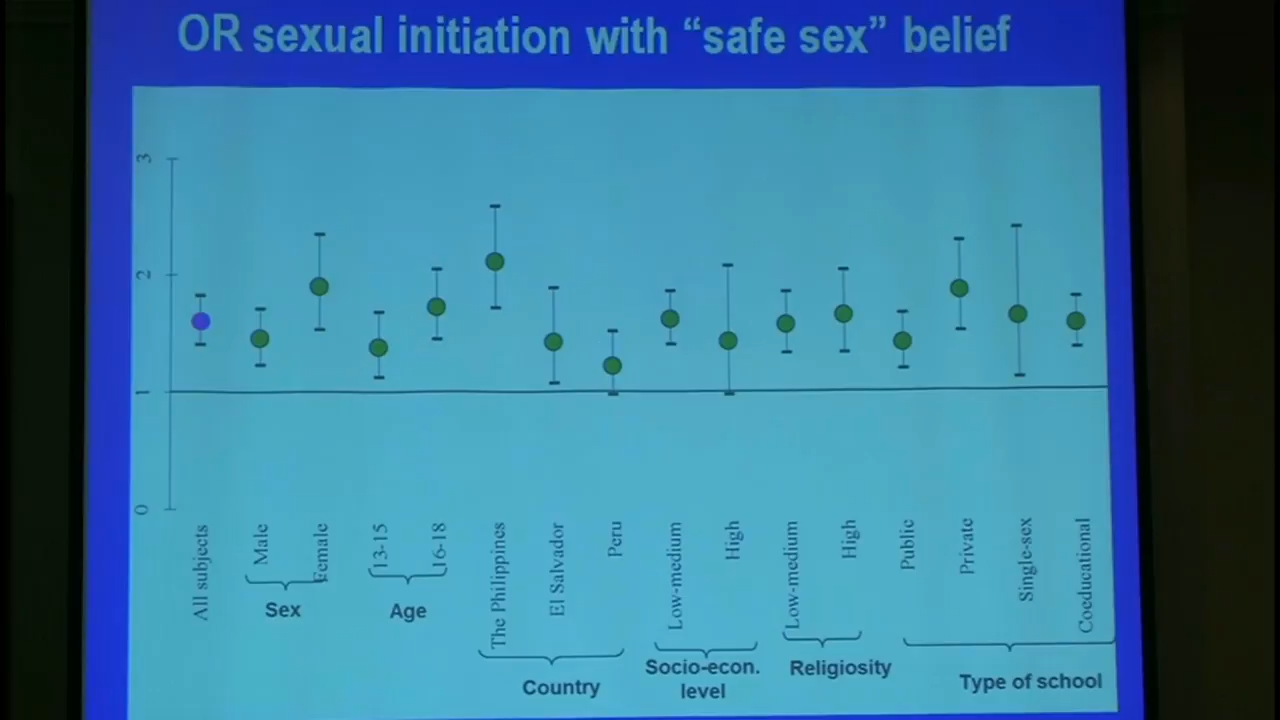 OR sexual initiation with “safe sex” belief
3
2
1
0
All subjects
Male
Female
13-15
16-18
The Philippines
El Salvador
Peru
Low-medium
High
Low-medium
High
Public
Private
Single-sex
Coeducational
Sex
Age
Country
Socio-econ.
level
Religiosity
Type of school